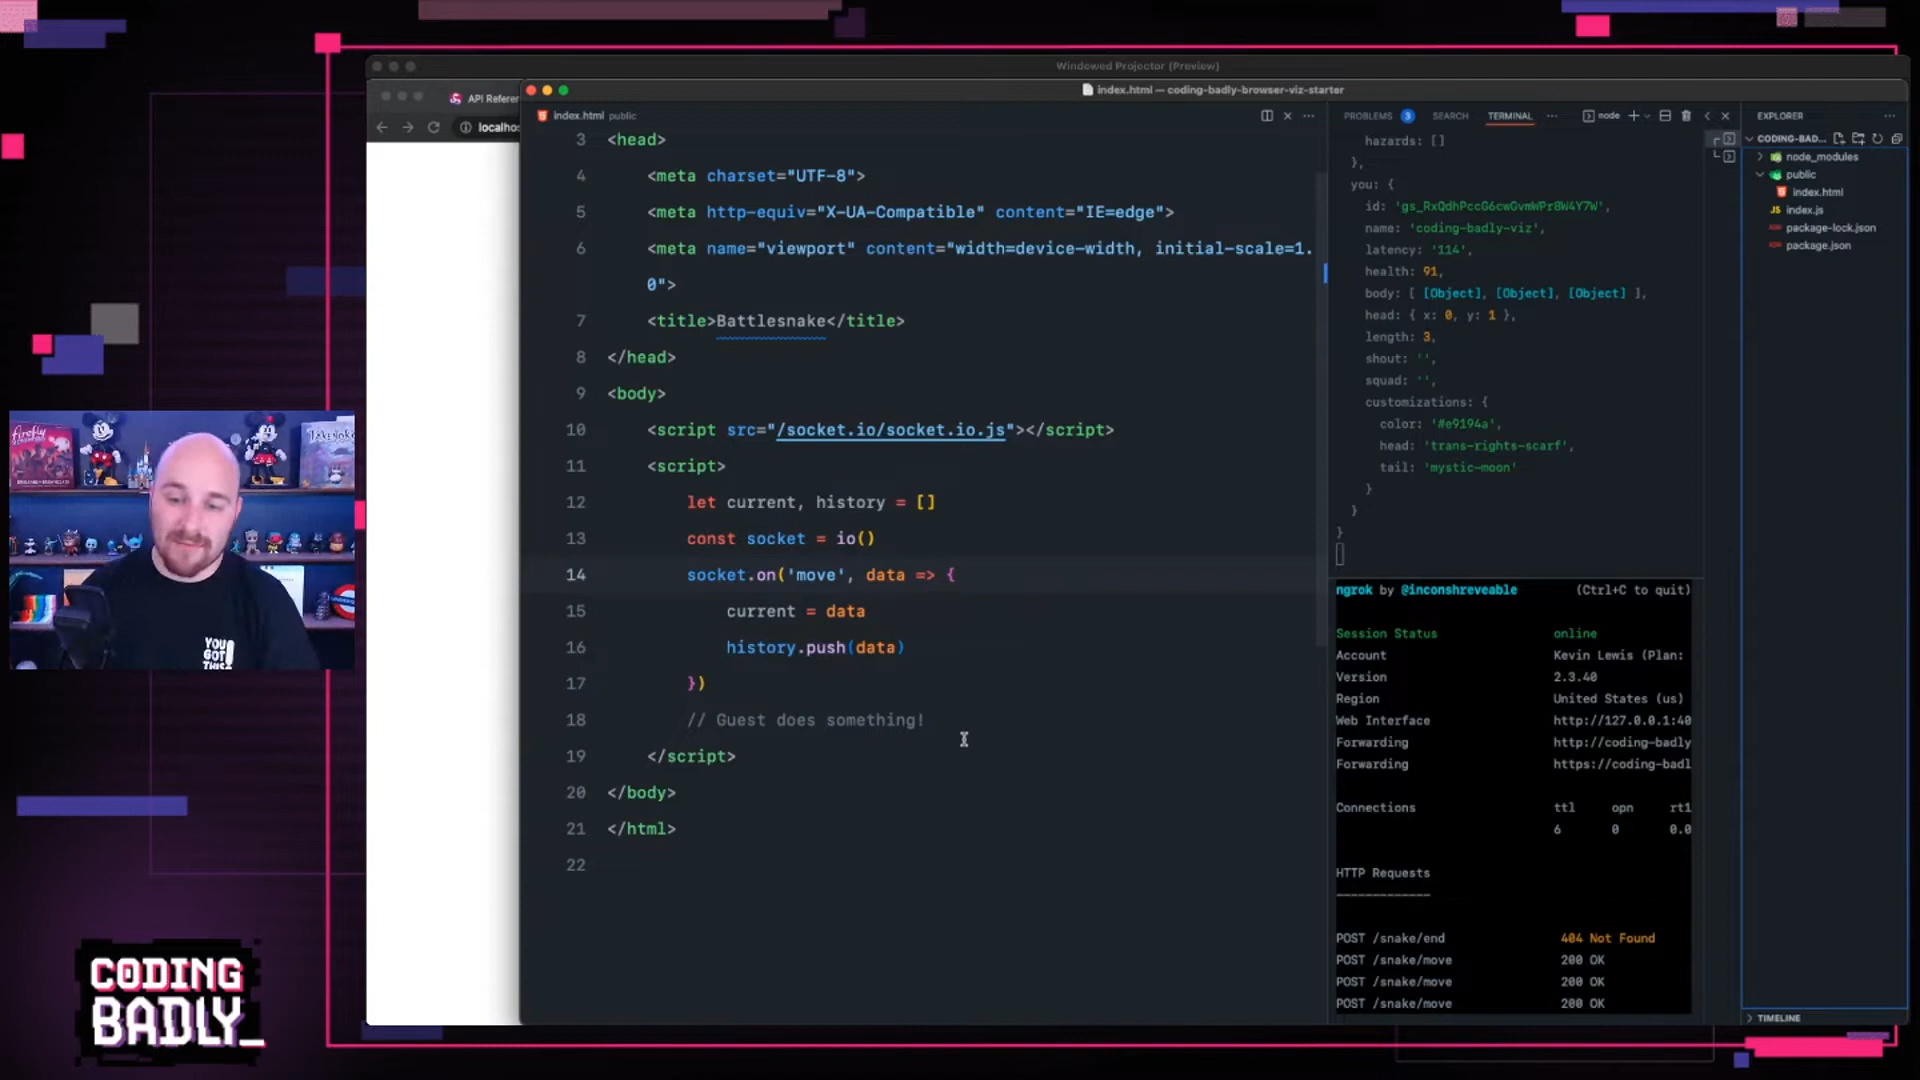 Windowed Projector (Preview)
API Referen
localho
index.html — coding-badly-browser-viz-starter
index.html public
3 <head>
4 <meta charset="UTF-8">
5 <meta http-equiv="X-UA-Compatible" content="IE=edge">
6 <meta name="viewport" content="width=device-width, initial-scale=1.
0">
7 <title>Battlesnake</title>
8 </head>
9 <body>
10 <script src="/socket.io/socket.io.js"></script>
11 <script>
12 let current, history = []
13 const socket = io()
14 socket.on('move', data => {
15 current = data
16 history.push(data)
17 })
18 // Guest does something!
19 </script>
20 </body>
21 </html>
22
PROBLEMS 3 SEARCH TERMINAL ··· node
hazards: []
},
you: {
id: 'gs_RxQdhPccG6cwGvmWPr8W4Y7W',
name: 'coding-badly-viz',
latency: '114',
health: 91,
body: [ [Object], [Object], [Object] ],
head: { x: 0, y: 1 },
length: 3,
shout: '',
squad: '',
customizations: {
color: '#e9194a',
head: 'trans-rights-scarf',
tail: 'mystic-moon'
}
}
}
ngrok by @inconshreveable (Ctrl+C to quit)
Session Status online
Account Kevin Lewis (Plan:
Version 2.3.40
Region United States (us)
Web Interface http://127.0.0.1:40
Forwarding http://coding-badly
Forwarding https://coding-badl
Connections ttl opn rt1
6 0 0.0
HTTP Requests
-------------
POST /snake/end 404 Not Found
POST /snake/move 200 OK
POST /snake/move 200 OK
POST /snake/move 200 OK
EXPLORER
CODING-BAD...
node_modules
public
index.html
JS index.js
package-lock.json
package.json
TIMELINE
firefly
TAKENOKO
YOU
GOT
THIS
CODING
BADLY_